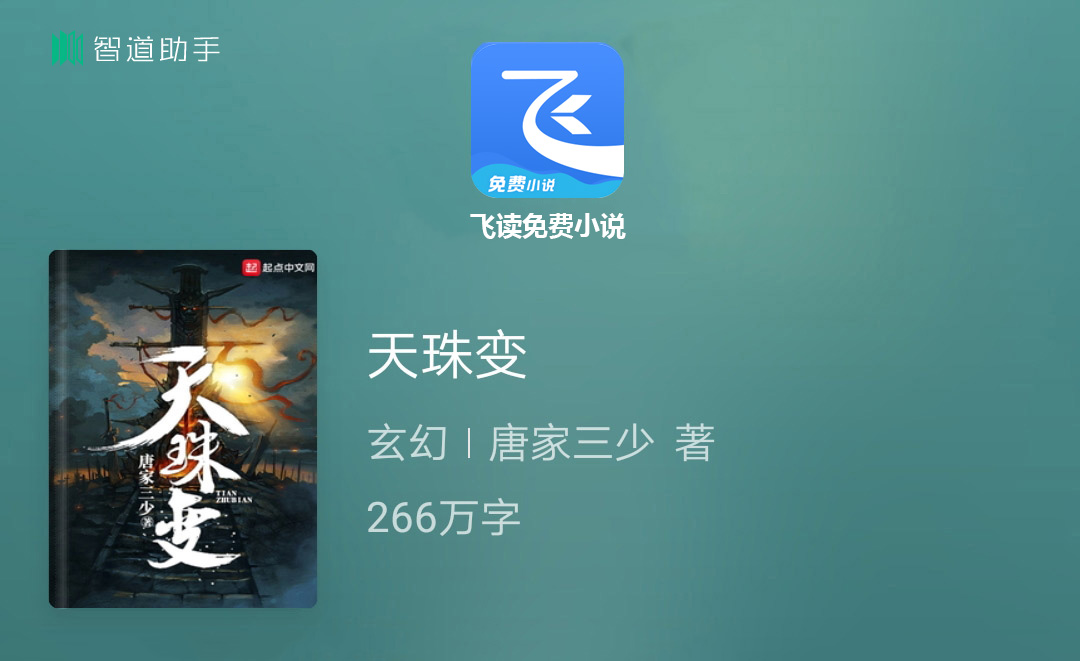 智道助手
免费小说
飞读免费小说
起点中文网
天珠变
唐家三少 著
TIAN
ZHUBIAN
天珠变
玄幻 | 唐家三少 著
266万字